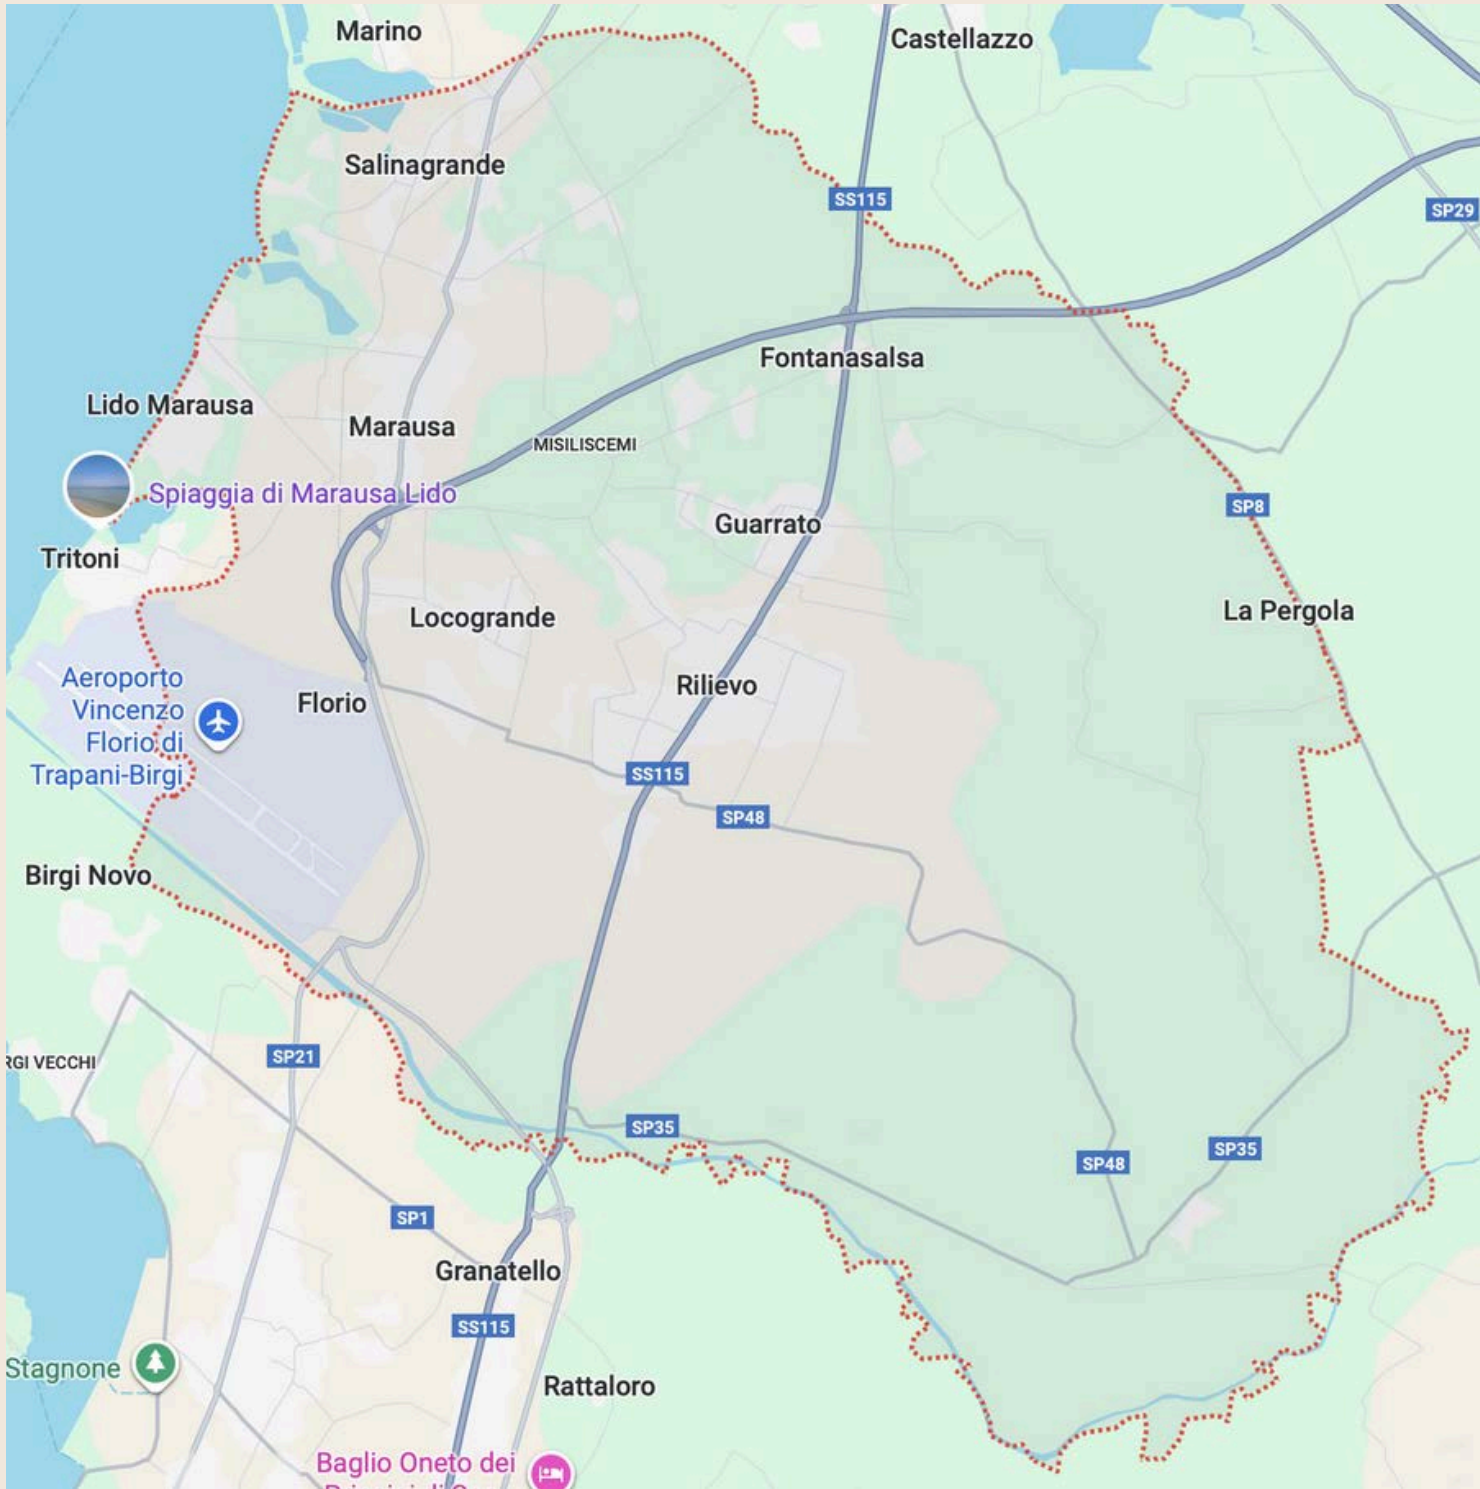 Marino
Castellazzo
Salinagrande
SS115
SP29
Fontanasalsa
Lido Marausa
Marausa
MISILISCEMI
Spiaggia di Marausa Lido
SP8
Guarrato
Tritoni
Locogrande
La Pergola
Aeroporto
Vincenzo
Florio di
Trapani-Birgi
Florio
Rilievo
SS115
SP48
Birgi Novo
RGI VECCHI
SP21
SP35
SP48
SP35
SP1
Granatello
SS115
Stagnone
Rattaloro
Baglio Oneto dei